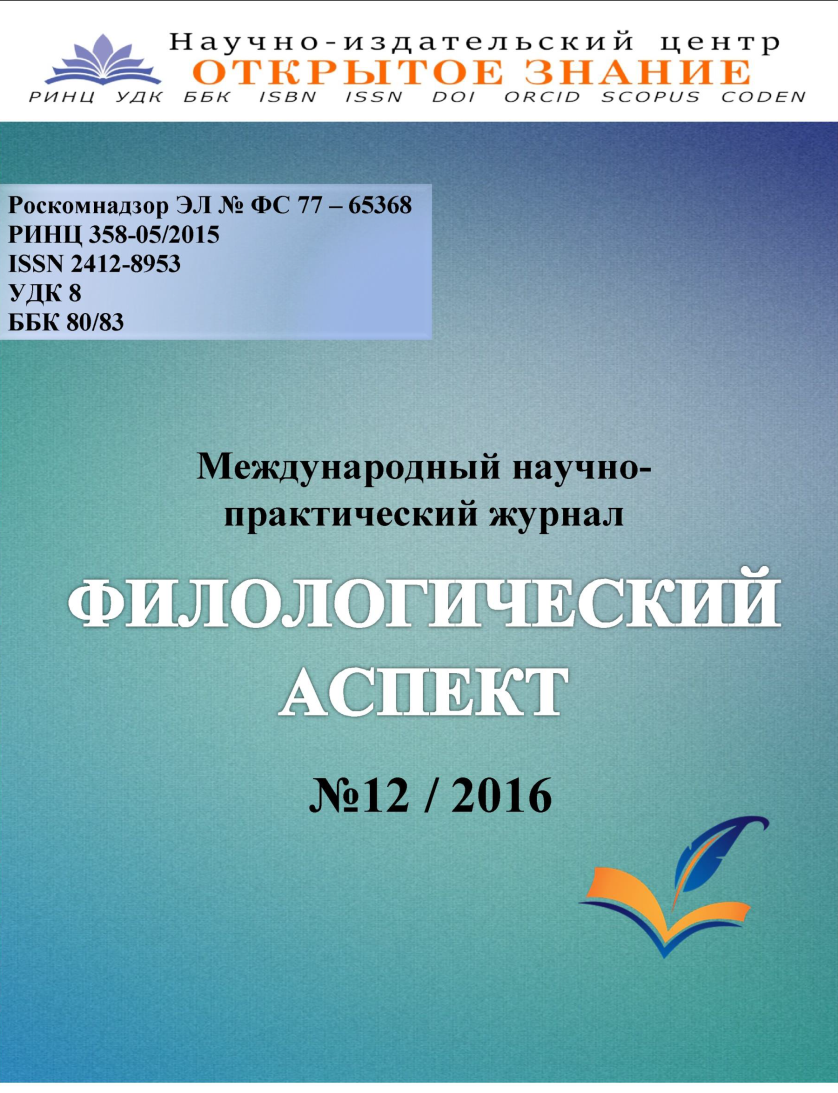 Научно-издательский центр
ОТКРЫТОЕ ЗНАНИЕ
РИНЦ УДК ББК ISBN ISSN DOI ORCID SCOPUS CODEN
Роскомнадзор ЭЛ № ФС 77 – 65368
РИНЦ 358-05/2015
ISSN 2412-8953
УДК 8
ББК 80/83
Международный научно-
практический журнал
ФИЛОЛОГИЧЕСКИЙ
АСПЕКТ
№12 / 2016